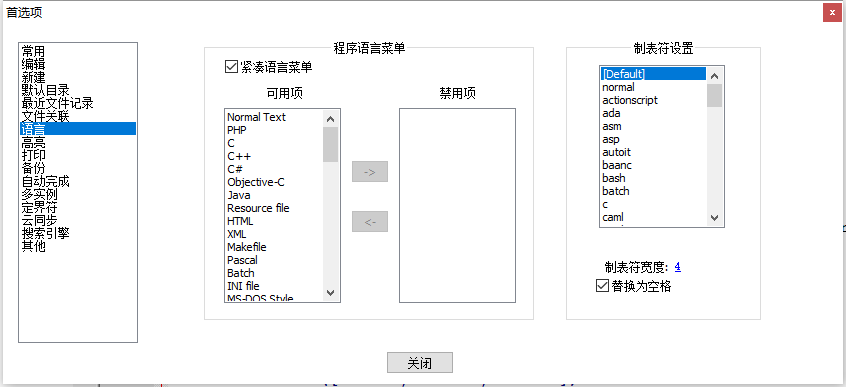 首选项
x
常用
编辑
新建
默认目录
最近文件记录
文件关联
语言
高亮
打印
备份
自动完成
多实例
定界符
云同步
搜索引擎
其他
程序语言菜单
紧凑语言菜单
可用项
Normal Text
PHP
C
C++
C#
Objective-C
Java
Resource file
HTML
XML
Makefile
Pascal
Batch
INI file
MS-DOS Style
->
<-
禁用项
制表符设置
[Default]
normal
actionscript
ada
asm
asp
autoit
baanc
bash
batch
c
caml
制表符宽度: 4
替换为空格
关闭